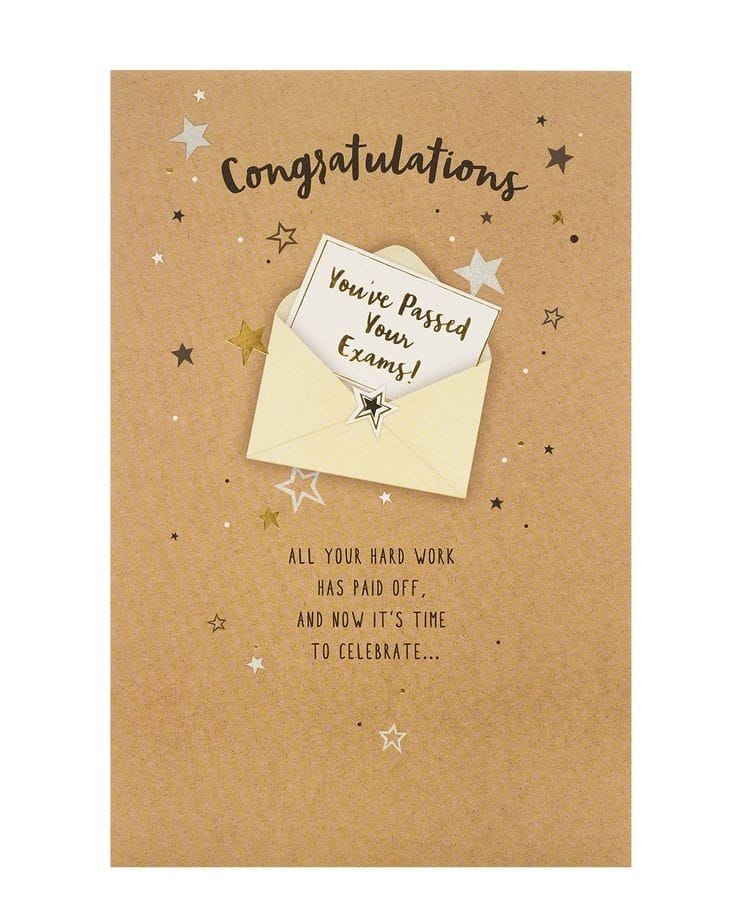 Congratulations
You've Passed
Your
Exams!
ALL YOUR HARD WORK
HAS PAID OFF,
AND NOW IT'S TIME
TO CELEBRATE...